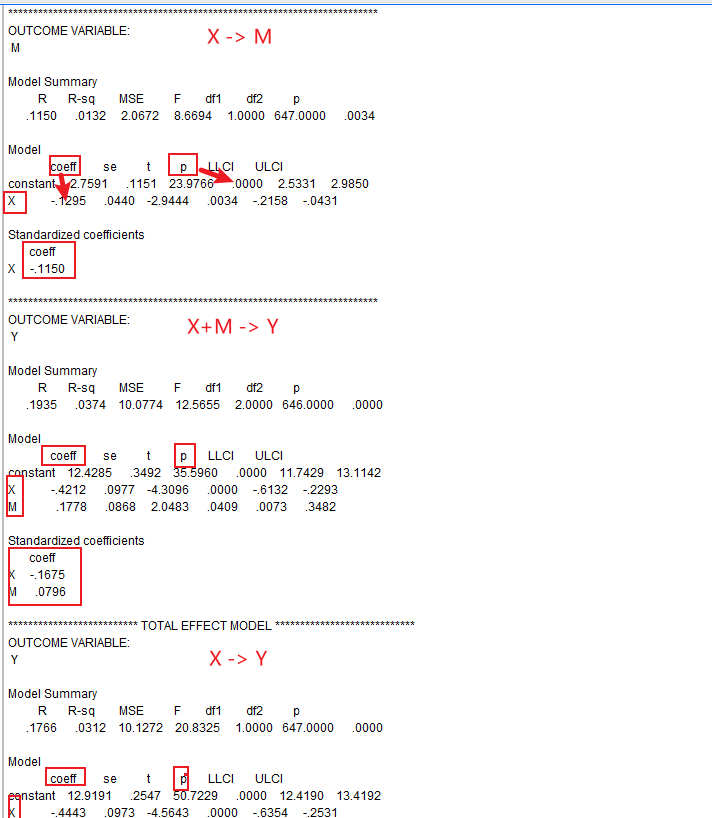 **************************************************************************
OUTCOME VARIABLE:
X -> M
M
Model Summary
R R-sq MSE F df1 df2 p
.1150 .0132 2.0672 8.6694 1.0000 647.0000 .0034
Model
coeff se t p LLCI ULCI
constant 2.7591 .1151 23.9766 .0000 2.5331 2.9850
X -.1295 .0440 -2.9444 .0034 -.2158 -.0431
Standardized coefficients
coeff
X -.1150
**************************************************************************
OUTCOME VARIABLE:
X+M -> Y
Y
Model Summary
R R-sq MSE F df1 df2 p
.1935 .0374 10.0774 12.5655 2.0000 646.0000 .0000
Model
coeff se t p LLCI ULCI
constant 12.4285 .3492 35.5960 .0000 11.7429 13.1142
X -.4212 .0977 -4.3096 .0000 -.6132 -.2293
M .1778 .0868 2.0483 .0409 .0073 .3482
Standardized coefficients
coeff
X -.1675
M .0796
************************** TOTAL EFFECT MODEL ****************************
OUTCOME VARIABLE:
Y
X -> Y
Model Summary
R R-sq MSE F df1 df2 p
.1766 .0312 10.1272 20.8325 1.0000 647.0000 .0000
Model
coeff se t p LLCI ULCI
constant 12.9191 .2547 50.7229 .0000 12.4190 13.4192
X -.4443 .0973 -4.5643 .0000 -.6354 -.2531